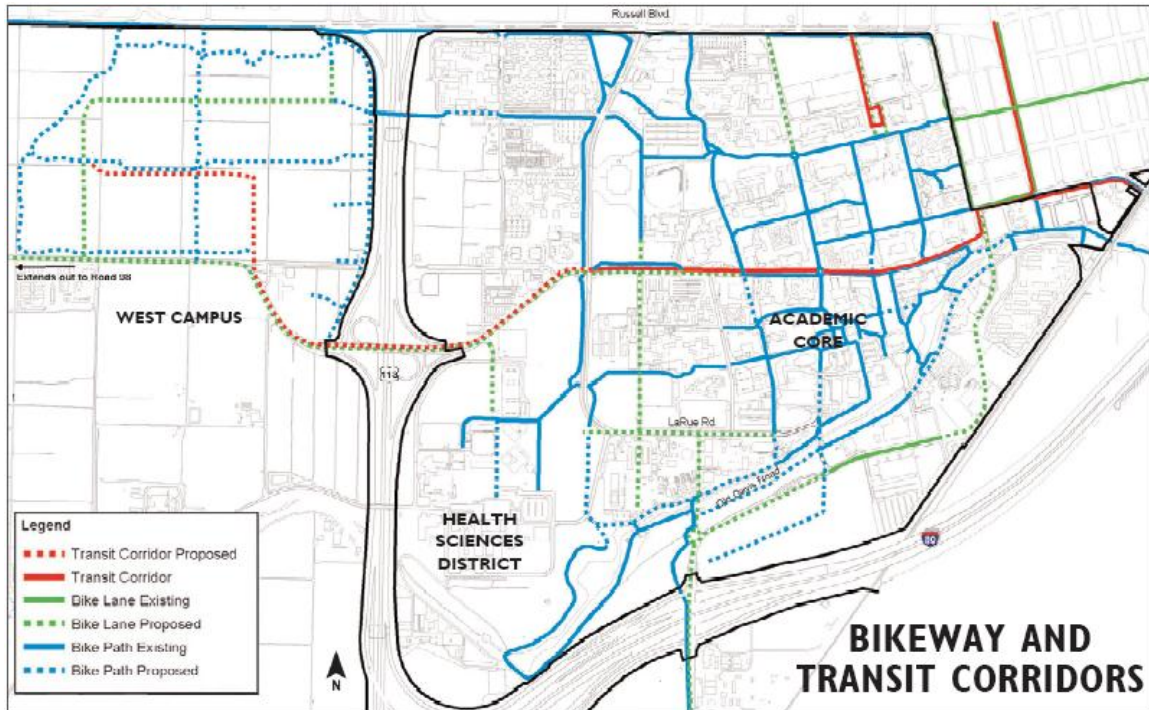 Russell Blvd.
Extends out to Road 98
WEST CAMPUS
ACADEMIC
CORE
113
LaRue Rd.
Old Davis Road
HEALTH
SCIENCES
DISTRICT
80
Legend
Transit Corridor Proposed
Transit Corridor
Bike Lane Existing
Bike Lane Proposed
Bike Path Existing
Bike Path Proposed
N
BIKEWAY AND
TRANSIT CORRIDORS